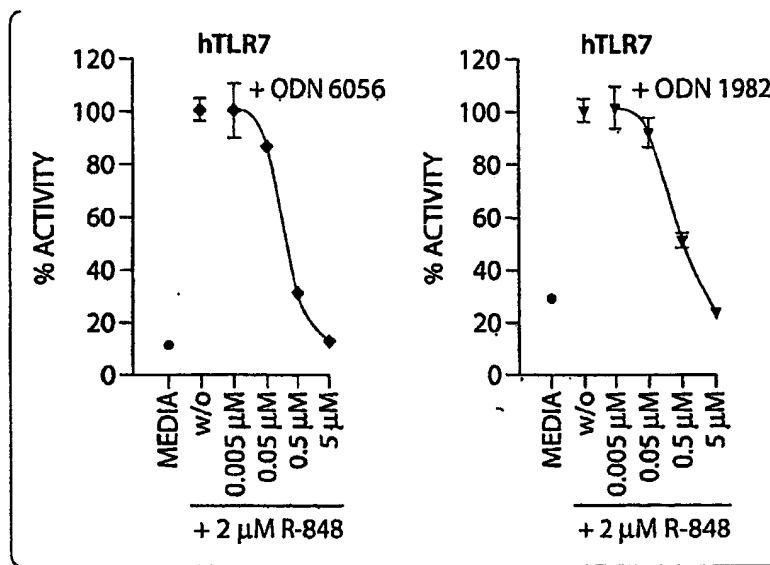 hTLR7
120
100
80
60
40
20
0
% ACTIVITY
+ ODN 6056
MEDIA
w/o
0.005 µM
0.05 µM
0.5 µM
5 µM
+ 2 µM R-848
hTLR7
120
100
80
60
40
20
0
% ACTIVITY
+ ODN 1982
MEDIA
w/o
0.005 µM
0.05 µM
0.5 µM
5 µM
+ 2 µM R-848